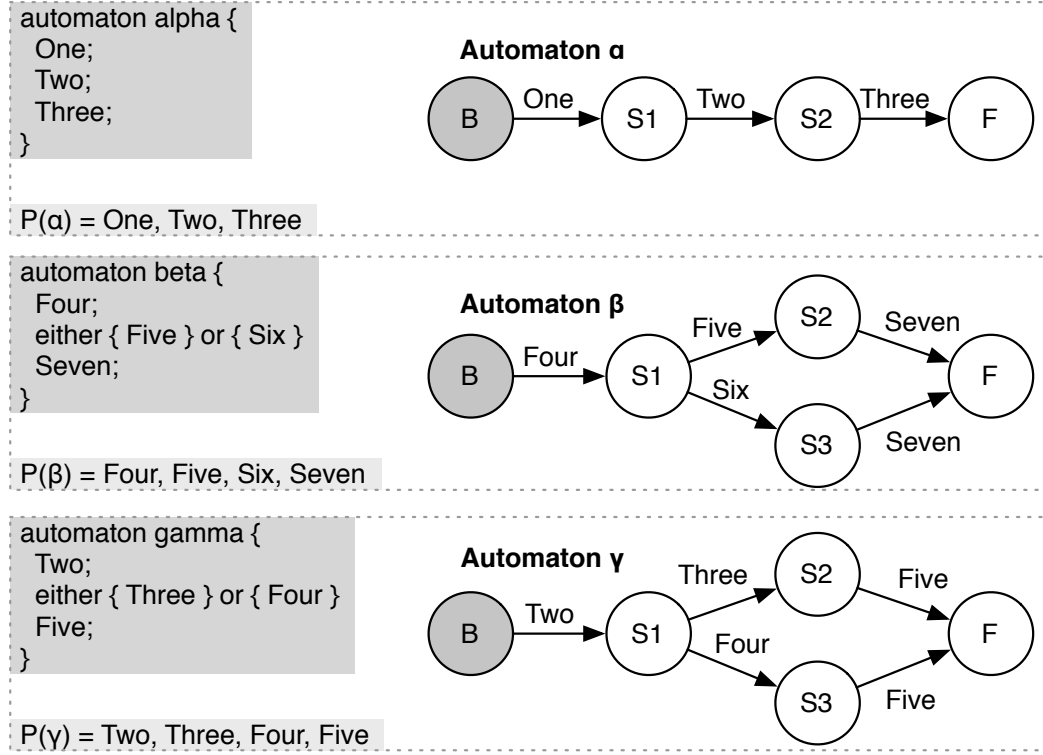 automaton alpha {
One;
Two;
Three;
}
P(α) = One, Two, Three
Automaton α
B
One
S1
Two
S2
Three
F
automaton beta {
Four;
either { Five } or { Six }
Seven;
}
P(β) = Four, Five, Six, Seven
Automaton β
B
Four
S1
Five
S2
Seven
Six
S3
Seven
F
automaton gamma {
Two;
either { Three } or { Four }
Five;
}
P(γ) = Two, Three, Four, Five
Automaton γ
B
Two
S1
Three
S2
Five
Four
S3
Five
F